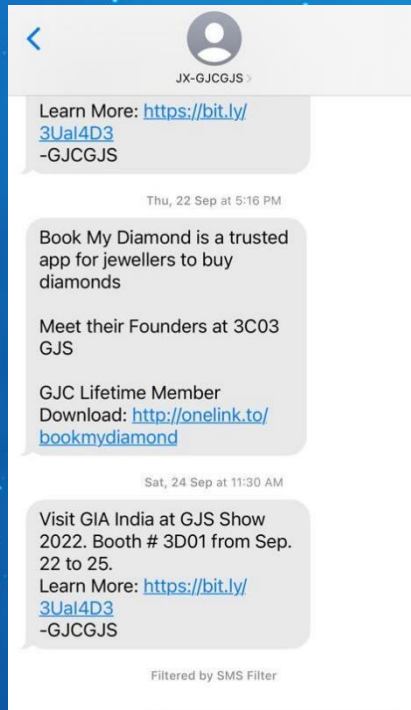 JX-GJCGJS >
Learn More: https://bit.ly/
3Ual4D3
-GJCGJS
Thu, 22 Sep at 5:16 PM
Book My Diamond is a trusted
app for jewellers to buy
diamonds
Meet their Founders at 3C03
GJS
GJC Lifetime Member
Download: http://onelink.to/
bookmydiamond
Sat, 24 Sep at 11:30 AM
Visit GIA India at GJS Show
2022. Booth # 3D01 from Sep.
22 to 25.
Learn More: https://bit.ly/
3Ual4D3
-GJCGJS
Filtered by SMS Filter